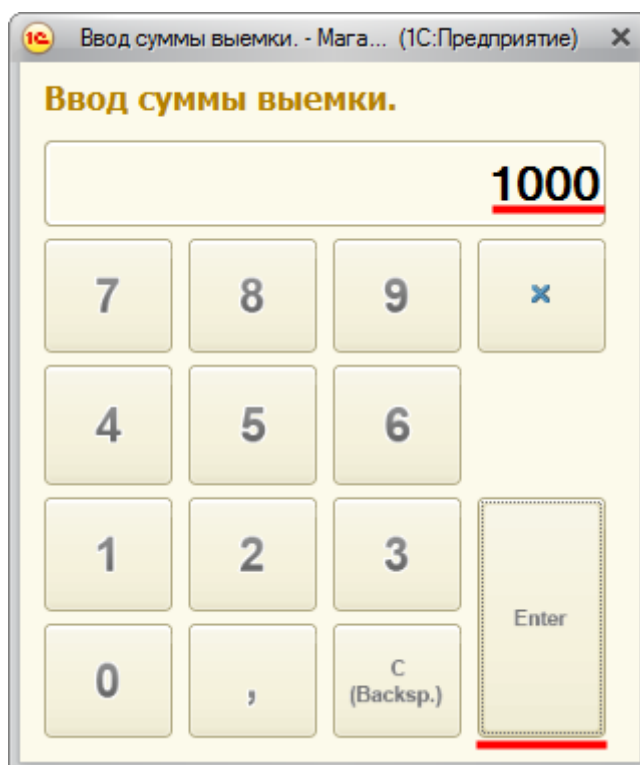 1С Ввод суммы выемки. - Мага... (1С:Предприятие)
Ввод суммы выемки.
1000
7 8 9 ×
4 5 6
1 2 3
Enter
0 , C
(Backsp.)